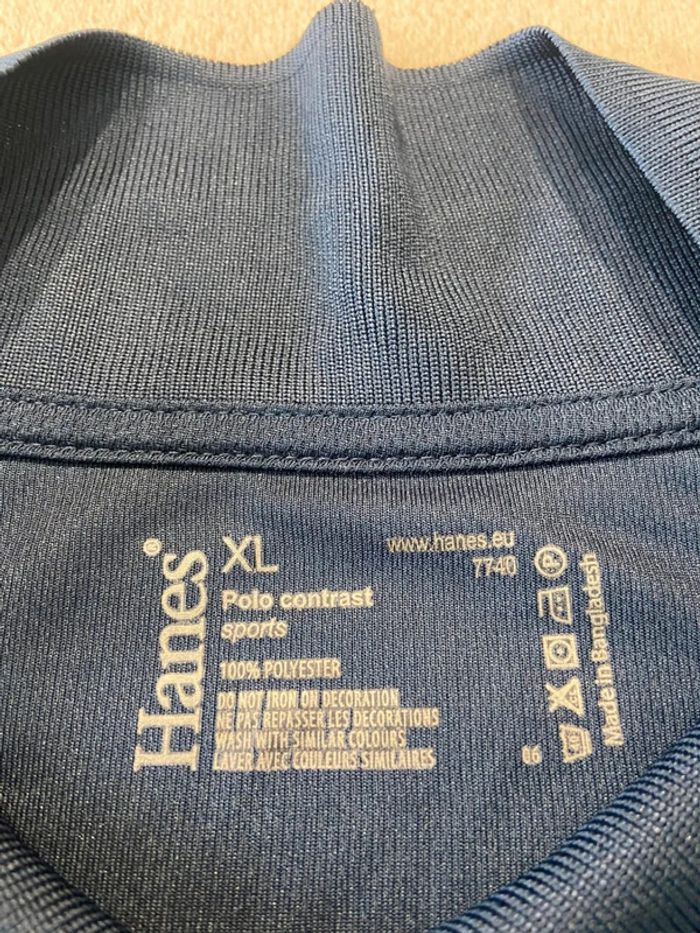 Hanes®
XL
www.hanes.eu
7740
Polo contrast
sports
100% POLYESTER
DO NOT IRON ON DECORATION
NE PAS REPASSER LES DECORATIONS
WASH WITH SIMILAR COLOURS
LAVER AVEC COULEURS SIMILAIRES
06
P
Made in Bangladesh